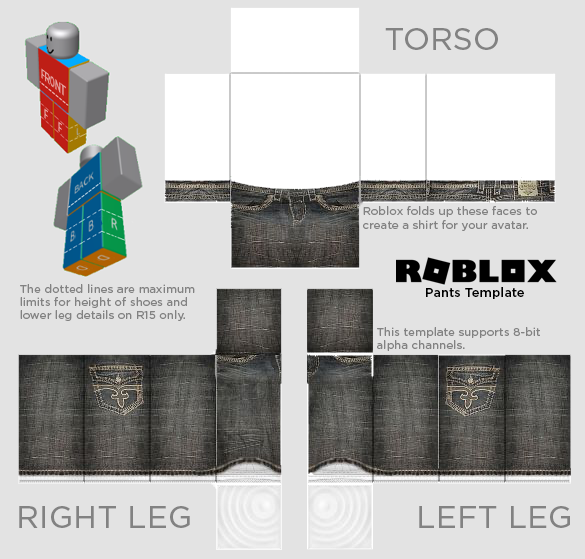 TORSO
FRONT
F F L
BACK
B B R
Roblox folds up these faces to
create a shirt for your avatar.
ROBLOX
Pants Template
The dotted lines are maximum
limits for height of shoes and
lower leg details on R15 only.
This template supports 8-bit
alpha channels.
RIGHT LEG
LEFT LEG